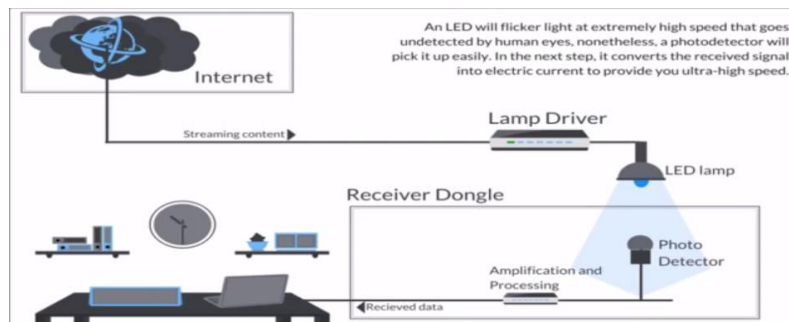 An LED will flicker light at extremely high speed that goes
undetected by human eyes, nonetheless, a photodetector will
pick it up easily. In the next step, it converts the received signal
into electric current to provide you ultra-high speed.
Internet
Streaming content
Lamp Driver
LED lamp
Receiver Dongle
Photo
Detector
Amplification and
Processing
Recieved data